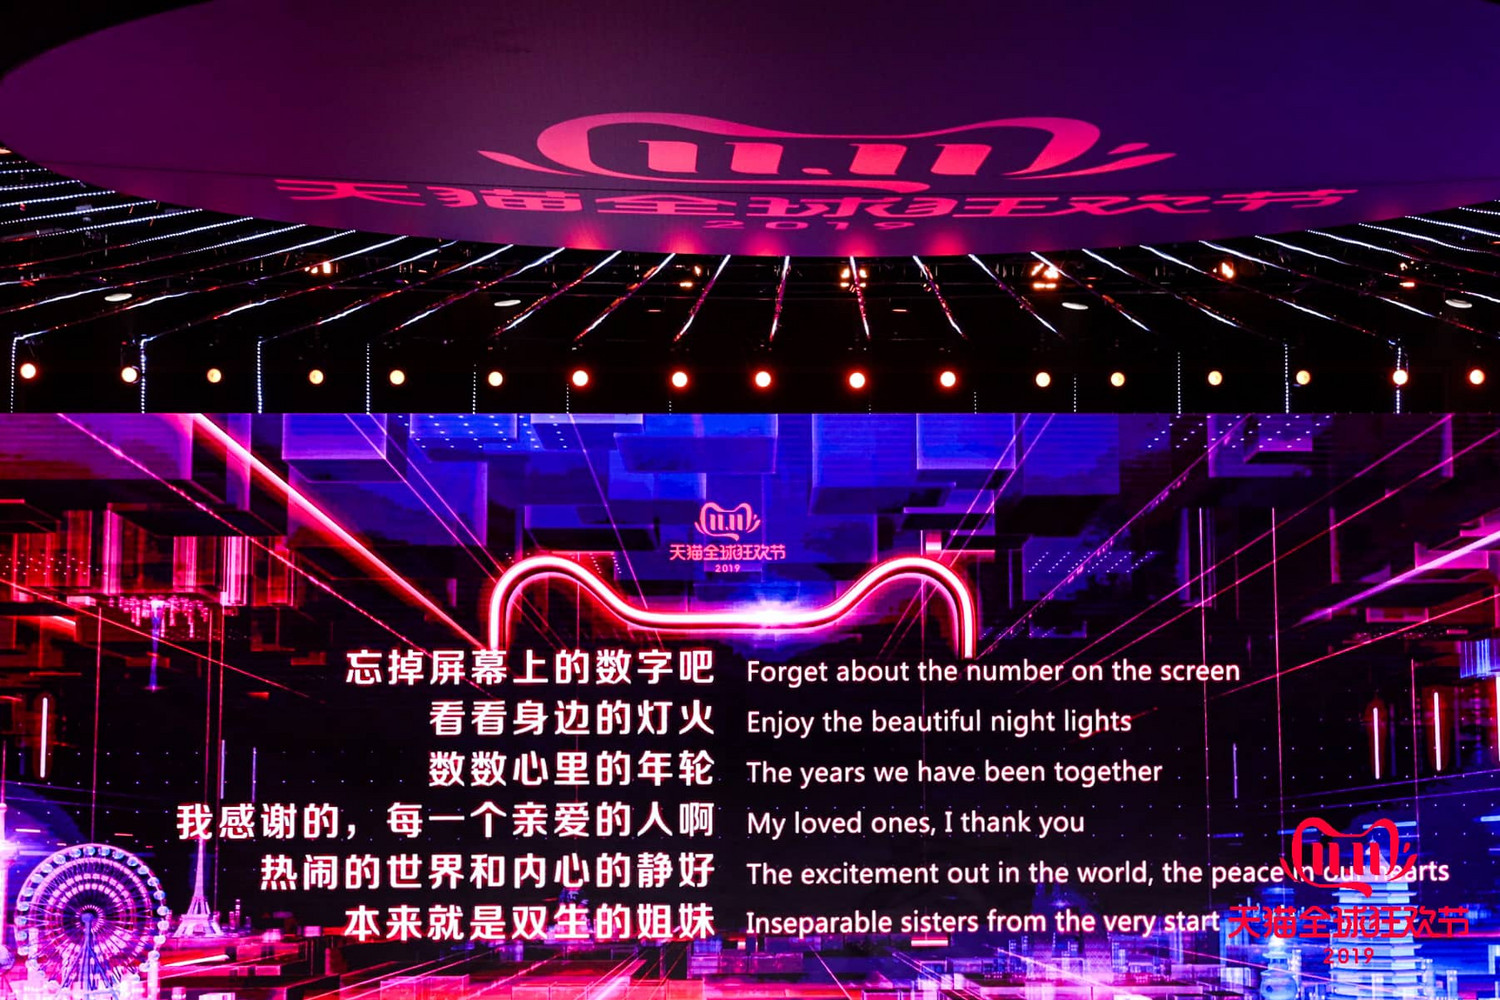 11.11
天猫全球狂欢节
2019
11.11
天猫全球狂欢节
2019
忘掉屏幕上的数字吧 Forget about the number on the screen
看看身边的灯火 Enjoy the beautiful night lights
数数心里的年轮 The years we have been together
我感谢的，每一个亲爱的人啊 My loved ones, I thank you
热闹的世界和内心的静好 The excitement out in the world, the peace in our hearts
本来就是双生的姐妹 Inseparable sisters from the very start
11.11
天猫全球狂欢节
2019